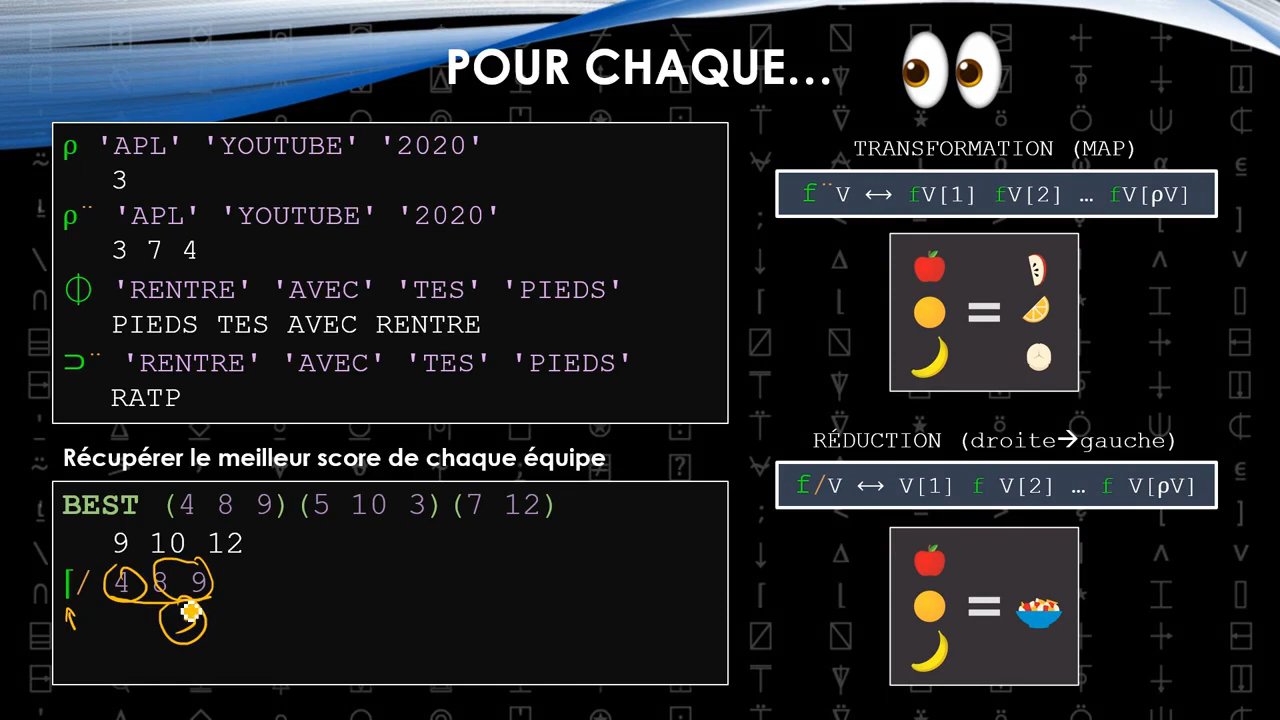 POUR CHAQUE…
⍴ 'APL' 'YOUTUBE' '2020'
3
⍴¨ 'APL' 'YOUTUBE' '2020'
3 7 4
⌽ 'RENTRE' 'AVEC' 'TES' 'PIEDS'
PIEDS TES AVEC RENTRE
⊃¨ 'RENTRE' 'AVEC' 'TES' 'PIEDS'
RATP
Récupérer le meilleur score de chaque équipe
BEST (4 8 9)(5 10 3)(7 12)
9 10 12
⌈/ 4 8 9
TRANSFORMATION (MAP)
f¨V ↔ fV[1] fV[2] … fV[⍴V]
=
RÉDUCTION (droite→gauche)
f/V ↔ V[1] f V[2] … f V[⍴V]
=